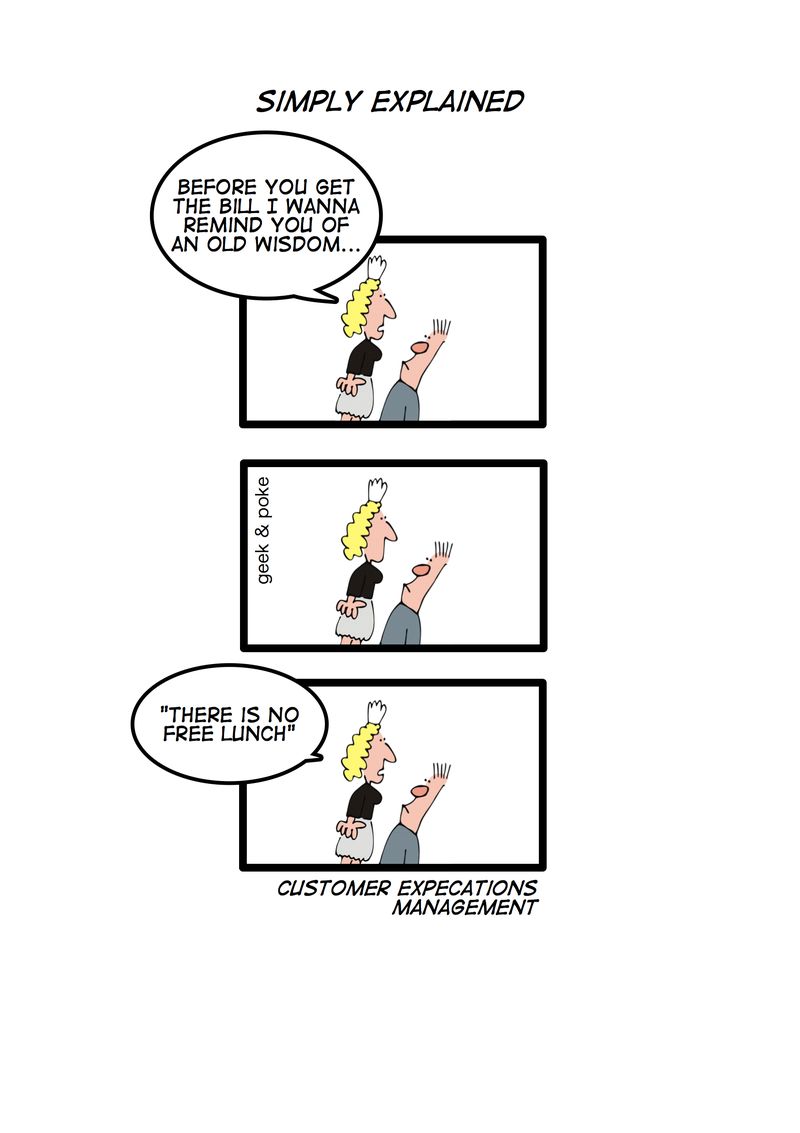 SIMPLY EXPLAINED
BEFORE YOU GET
THE BILL I WANNA
REMIND YOU OF
AN OLD WISDOM...
geek & poke
"THERE IS NO
FREE LUNCH"
CUSTOMER EXPECATIONS
MANAGEMENT